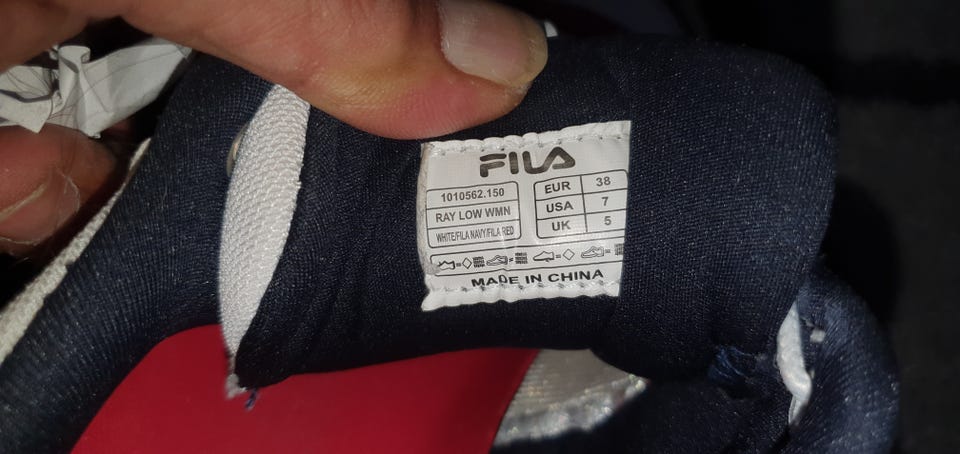 FILA
1010562.150
RAY LOW WMN
WHITE/FILA NAVY/FILA RED
EUR 38
USA 7
UK 5
MADE IN CHINA